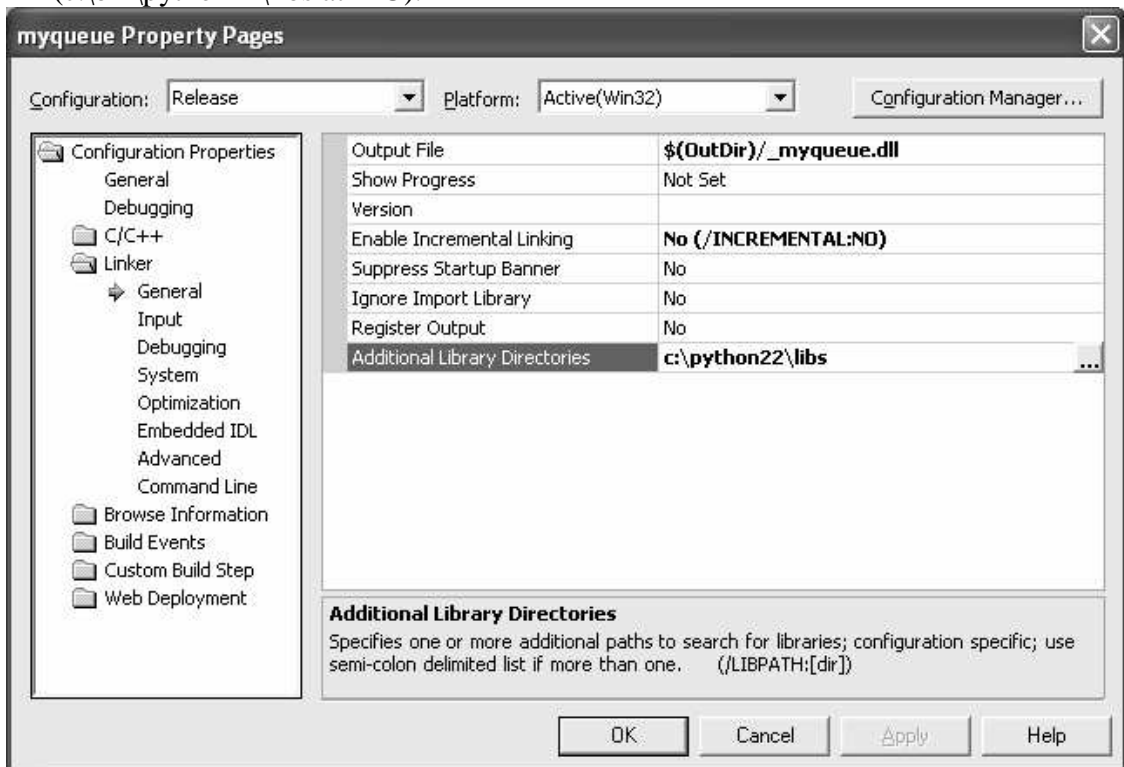 myqueue Property Pages
Configuration: Release Platform: Active(Win32) Configuration Manager...
Configuration Properties
General
Debugging
C/C++
Linker
General
Input
Debugging
System
Optimization
Embedded IDL
Advanced
Command Line
Browse Information
Build Events
Custom Build Step
Web Deployment
Output File $(OutDir)/_myqueue.dll
Show Progress Not Set
Version
Enable Incremental Linking No (/INCREMENTAL:NO)
Suppress Startup Banner No
Ignore Import Library No
Register Output No
Additional Library Directories c:\python22\libs ...
Additional Library Directories
Specifies one or more additional paths to search for libraries; configuration specific; use
semi-colon delimited list if more than one. (/LIBPATH:[dir])
OK Cancel Apply Help